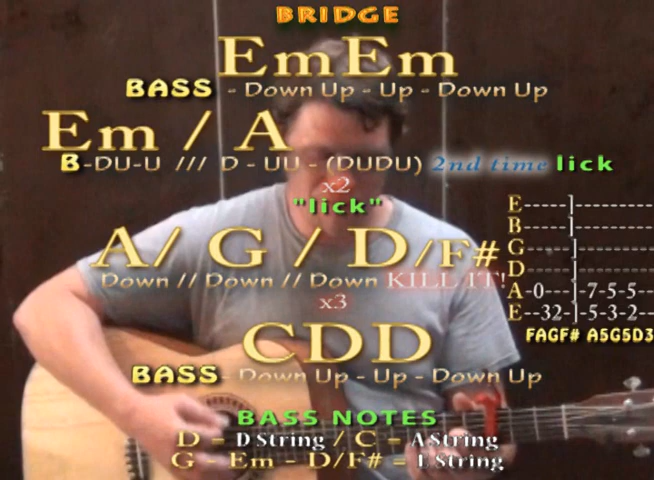 BRIDGE
EmEm
BASS - Down Up - Up - Down Up
Em / A
B-DU-U /// D - UU - (DUDU) 2nd time lick
x2
"lick"
A/ G / D/F#
Down // Down // Down KILL IT!
x3
E------]---------
B------]---------
G------]---------
D------]---------
A-0---]-7-5-5--
E--32-]-5-3-2--
FAGF# A5G5D3
CDD
BASS- Down Up - Up - Down Up
BASS NOTES
D = D String / C = A String
G - Em - D/F# = E String